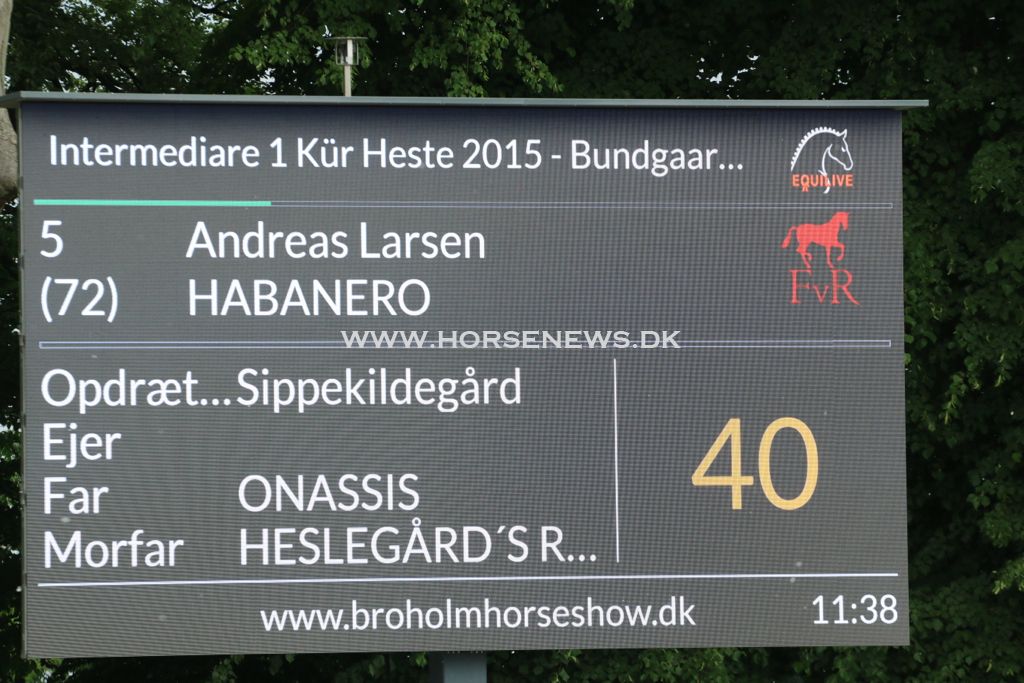 Intermediare 1 Kür Heste 2015 - Bundgaar...
EQUILIVE
5 Andreas Larsen
(72) HABANERO
FvR
WWW.HORSENEWS.DK
Opdræt... Sippekildegård
Ejer
Far ONASSIS
Morfar HESLEGÅRD´S R...
40
www.broholmhorseshow.dk 11:38